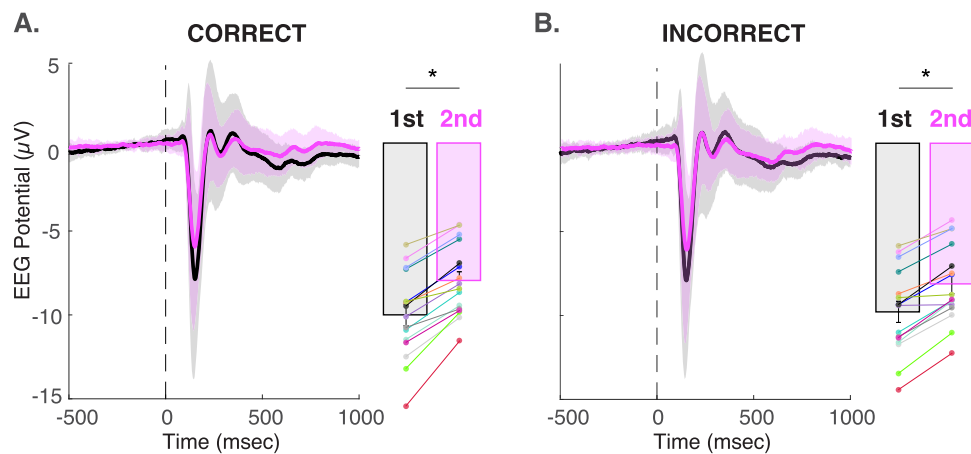 A.
CORRECT
B.
INCORRECT
5
0
-5
-10
-15
EEG Potential (µV)
-500
0
500
1000
Time (msec)
*
1st
2nd
-500
0
500
1000
Time (msec)
*
1st
2nd